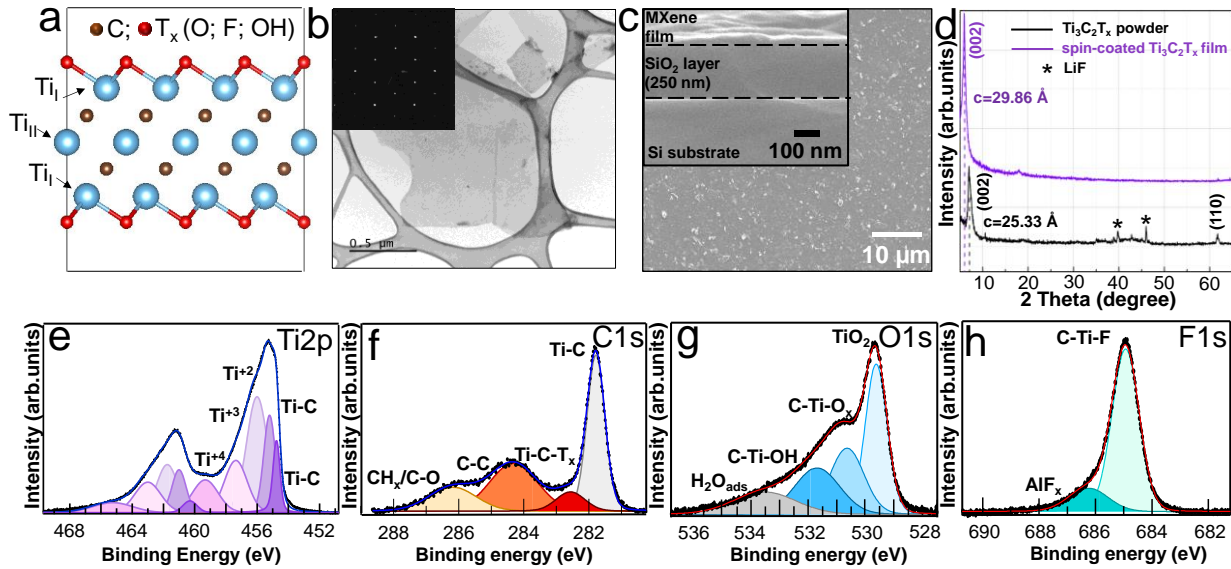 a
C; Tₓ (O; F; OH)
Ti_I
Ti_II
Ti_I
b
0.5 µm
c
MXene
film
SiO₂ layer
(250 nm)
Si substrate
100 nm
10 µm
d
Intensity (arb.units)
(002)
Ti₃C₂Tₓ powder
spin-coated Ti₃C₂Tₓ film
* LiF
c=29.86 Å
(002)
c=25.33 Å
*
*
(110)
10 20 30 40 50 60
2 Theta (degree)
e
Ti2p
Intensity (arb.units)
Ti⁺²
Ti⁺³
Ti⁺⁴
Ti-C
Ti-C
468 464 460 456 452
Binding Energy (eV)
f
C1s
Intensity (arb.units)
Ti-C
Ti-C-Tₓ
C-C
CHₓ/C-O
288 286 284 282
Binding energy (eV)
g
O1s
Intensity (arb.units)
TiO₂
C-Ti-Oₓ
C-Ti-OH
H₂O_ads
536 534 532 530 528
Binding energy (eV)
h
F1s
Intensity (arb.units)
C-Ti-F
AlFₓ
690 688 686 684 682
Binding energy (eV)